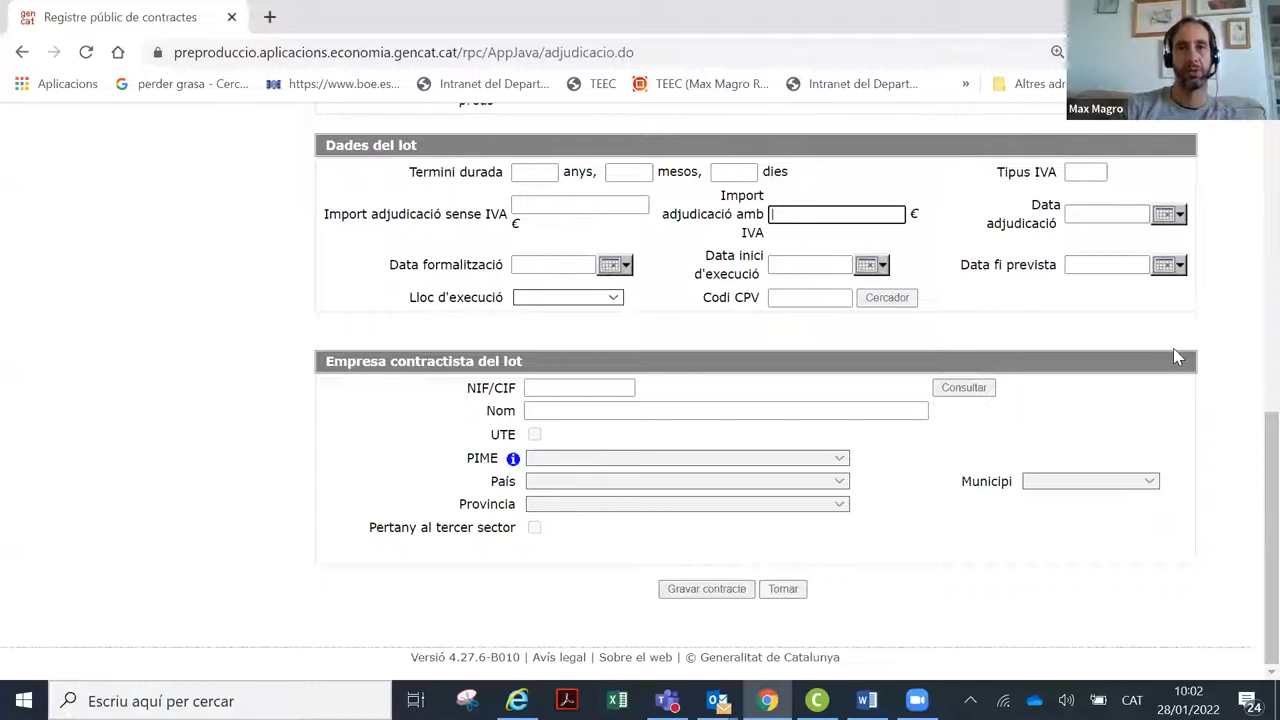 gen
cat
Registre públic de contractes
preproduccio.aplicacions.economia.gencat.cat/rpc/AppJava/adjudicacio.do
Aplicacions
perder grasa - Cerc...
https://www.boe.es...
Intranet del Depart...
TEEC
TEEC (Max Magro R...
Intranet del Depart...
»
Altres adr
Max Magro
Dades del lot
Termini durada anys, mesos, dies Tipus IVA
Import adjudicació sense IVA €
Import adjudicació amb IVA €
Data adjudicació
Data formalització
Data inici d'execució
Data fi prevista
Lloc d'execució
Codi CPV Cercador
Empresa contractista del lot
NIF/CIF Consultar
Nom
UTE
PIME
País Municipi
Provincia
Pertany al tercer sector
Gravar contracte Tornar
Versió 4.27.6-B010 | Avís legal | Sobre el web | © Generalitat de Catalunya
Escriu aquí per cercar
CAT
10:02
28/01/2022
24